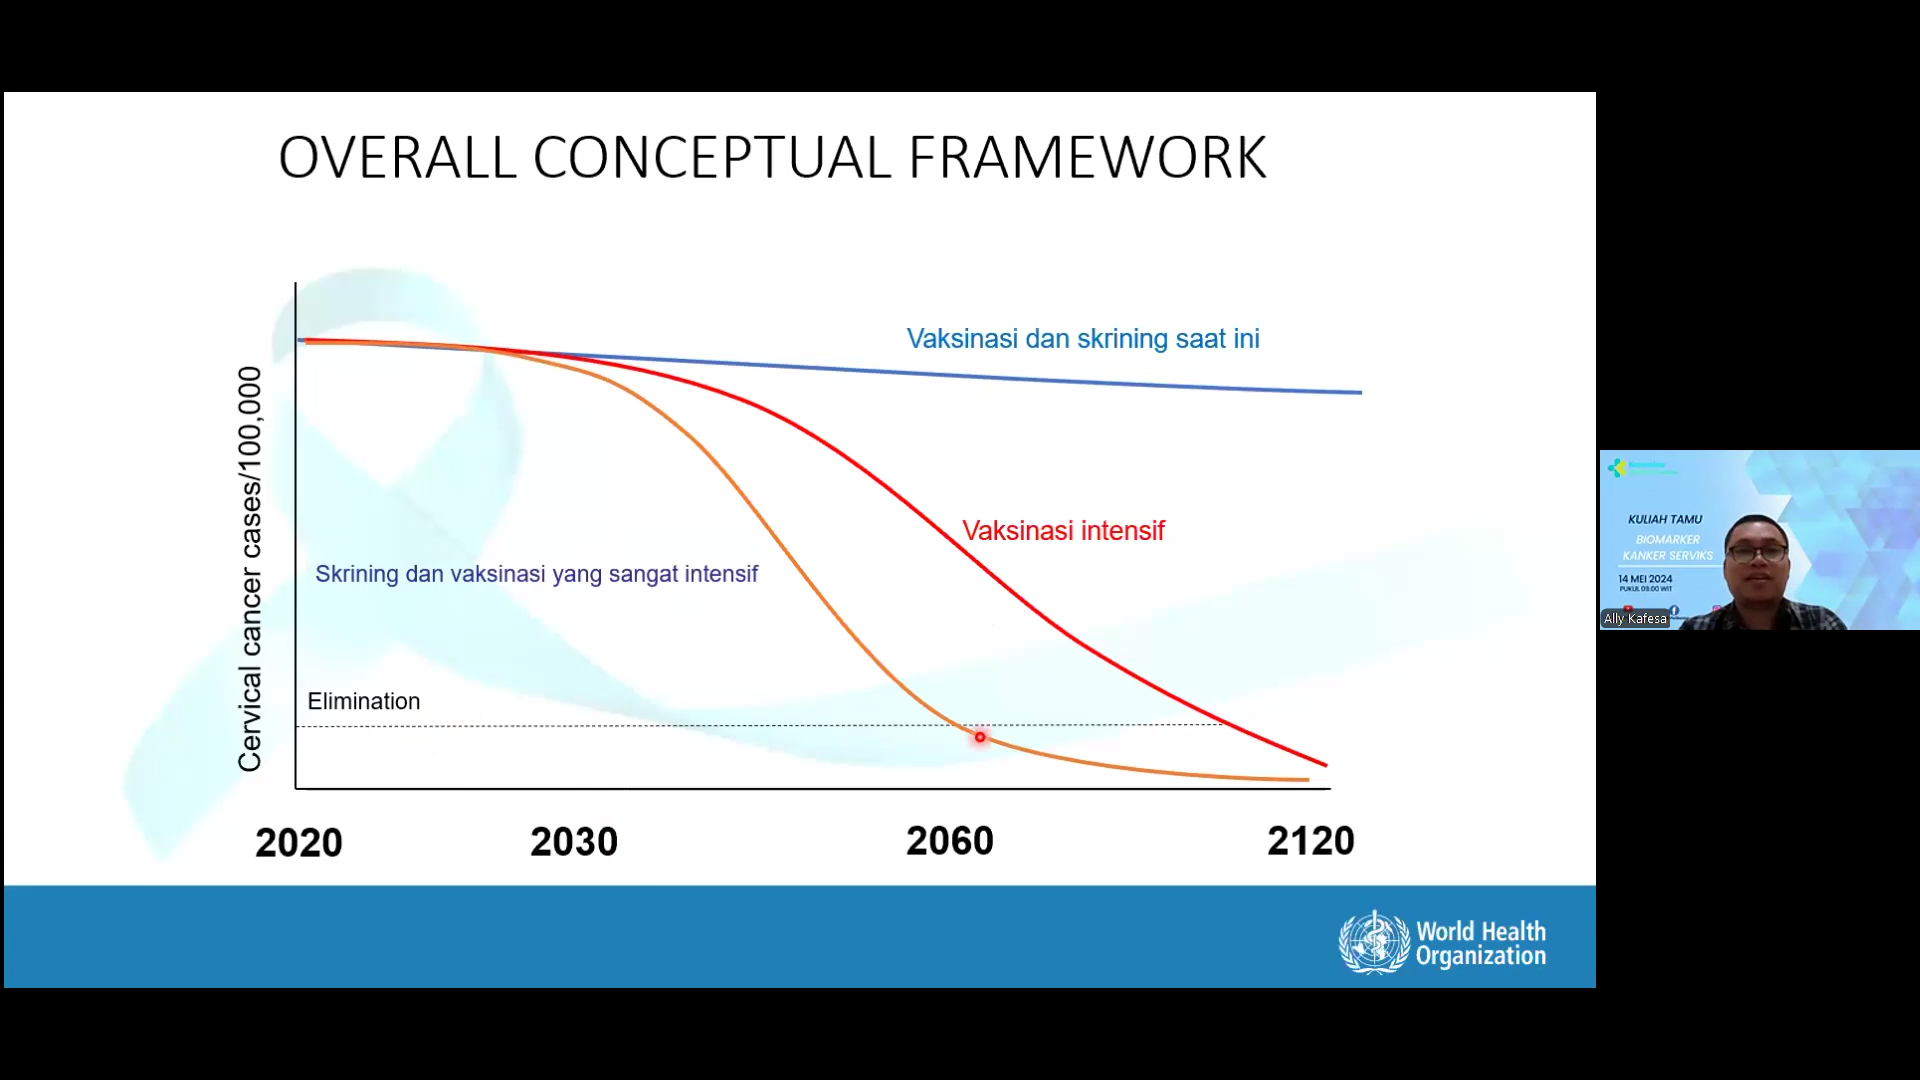 OVERALL CONCEPTUAL FRAMEWORK
Cervical cancer cases/100,000
Vaksinasi dan skrining saat ini
Vaksinasi intensif
Skrining dan vaksinasi yang sangat intensif
Elimination
2020 2030 2060 2120
World Health
Organization
KULIAH TAMU
BIOMARKER
KANKER SERVIKS
14 MEI 2024
PUKUL 09.00 WIT
Ally Kafesa